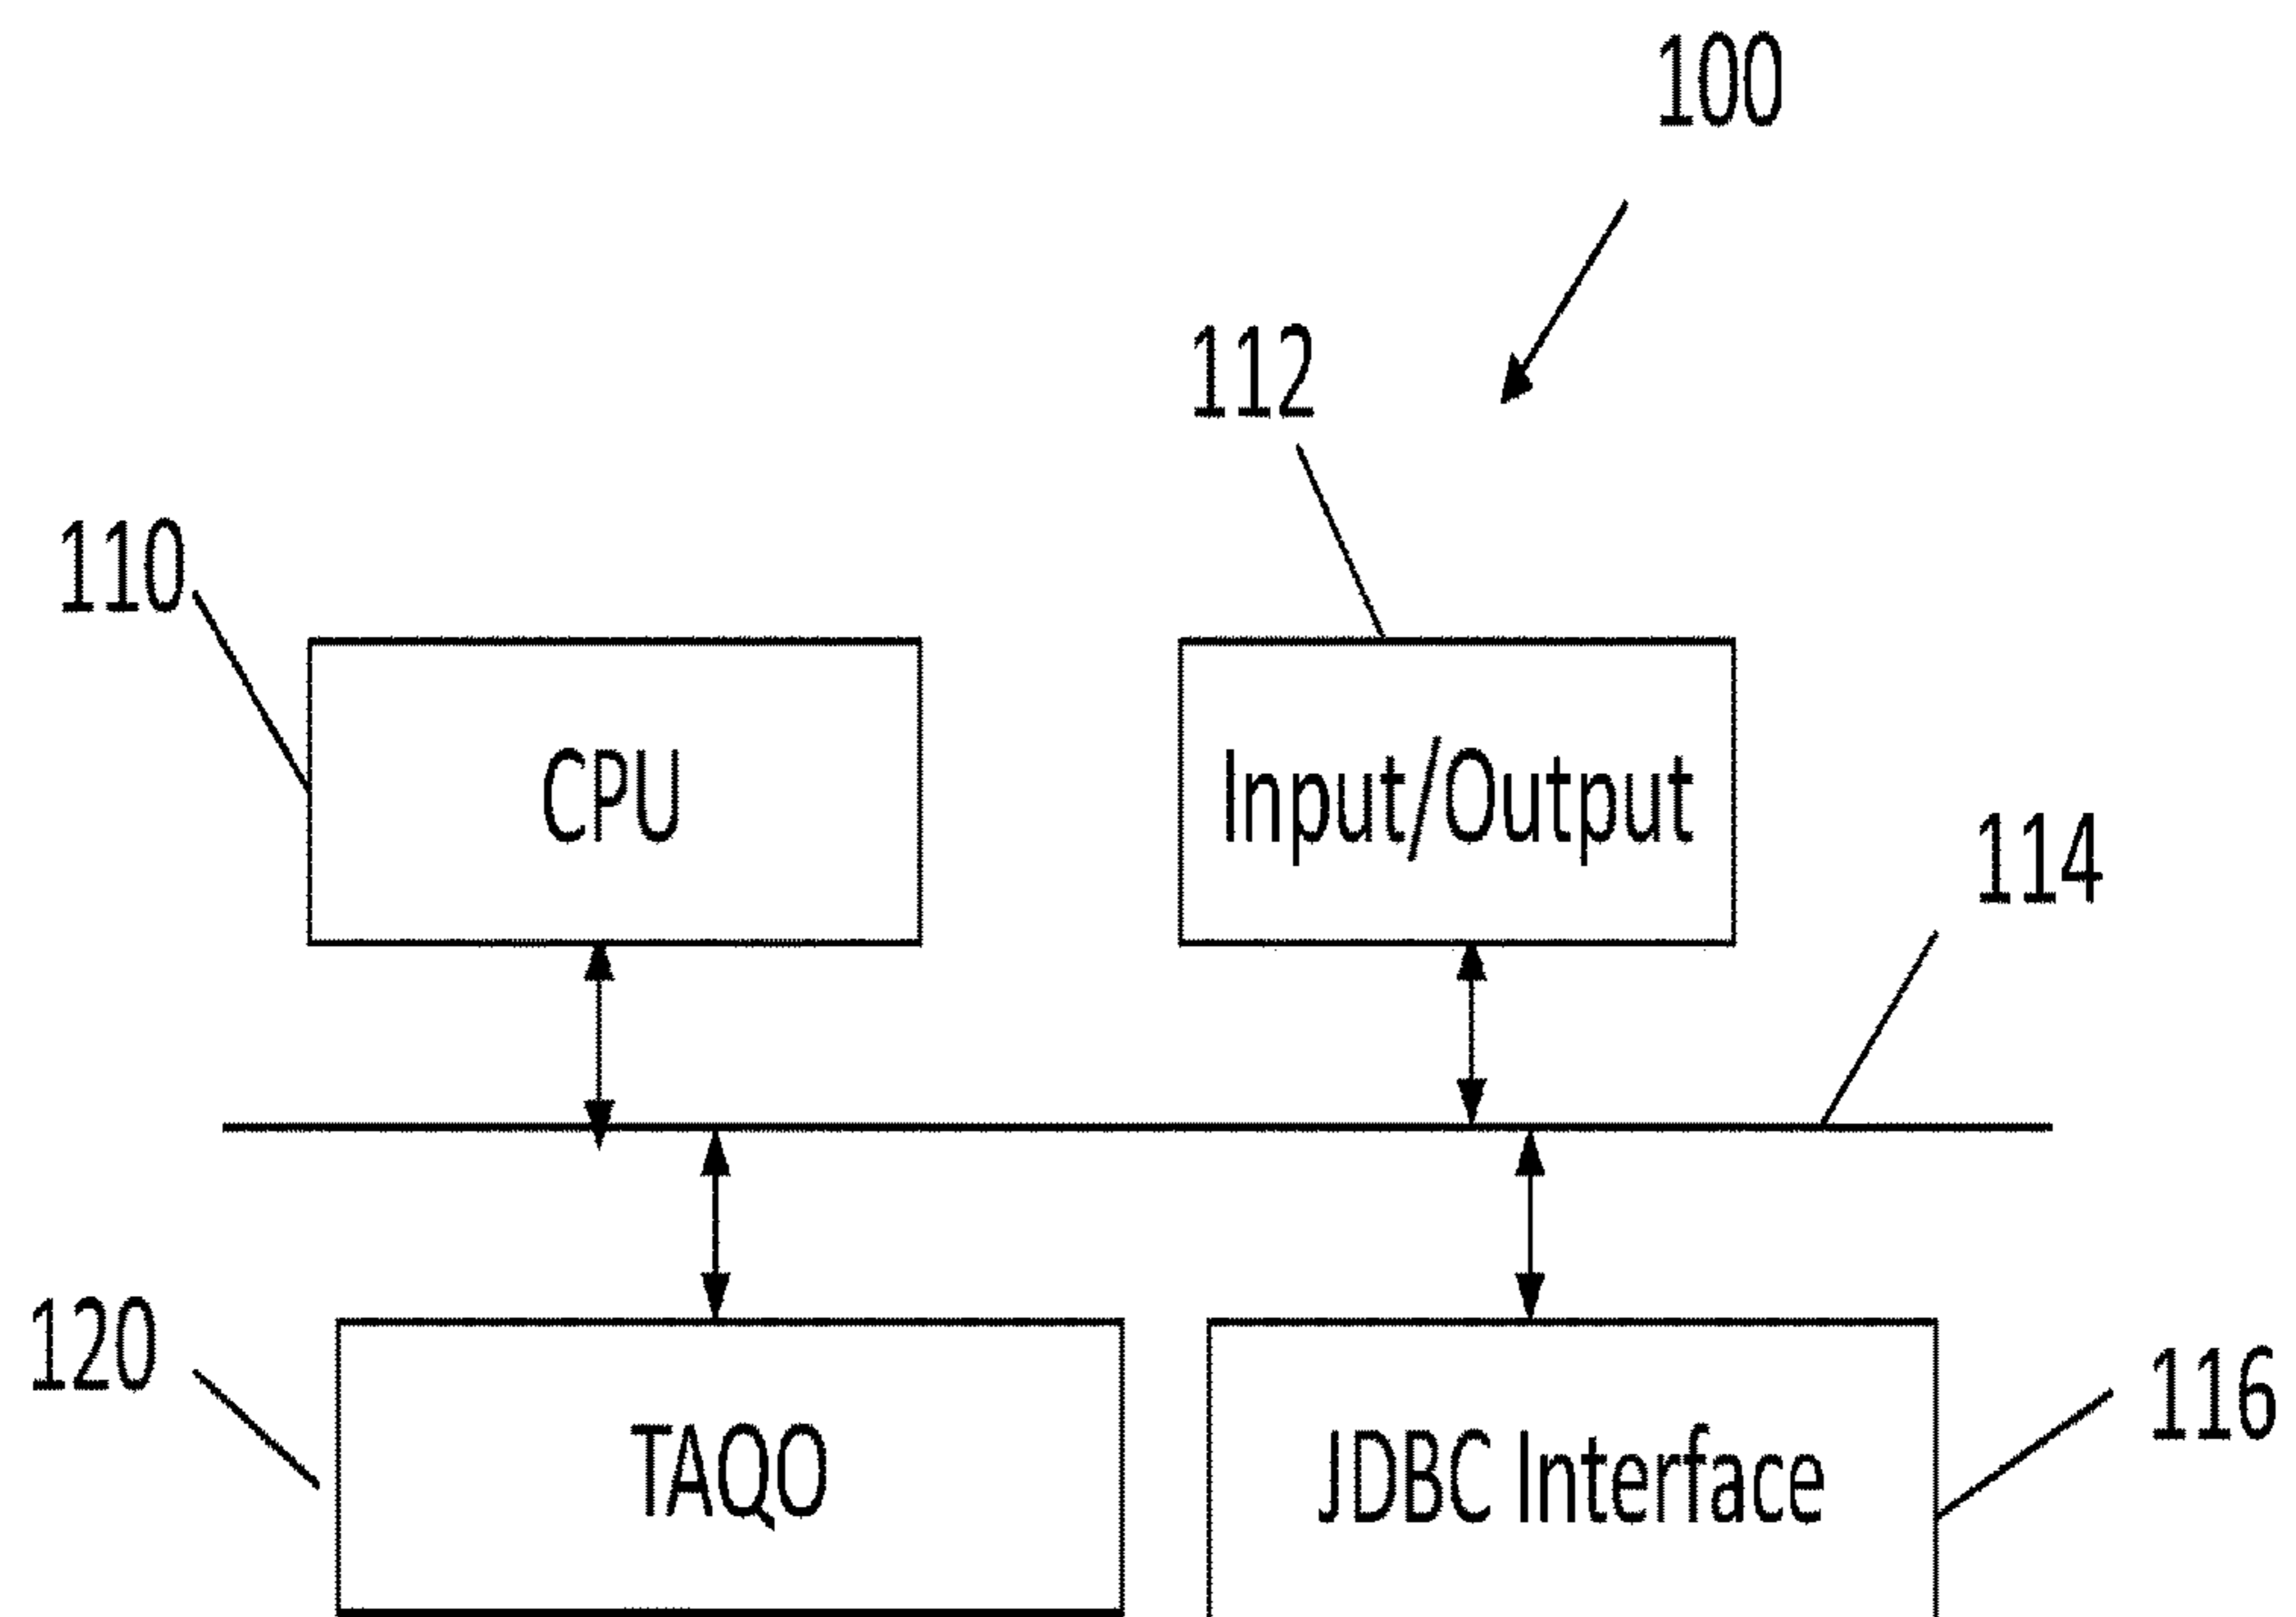 100
112
110
CPU
Input/Output
114
120
TAQO
JDBC Interface
116